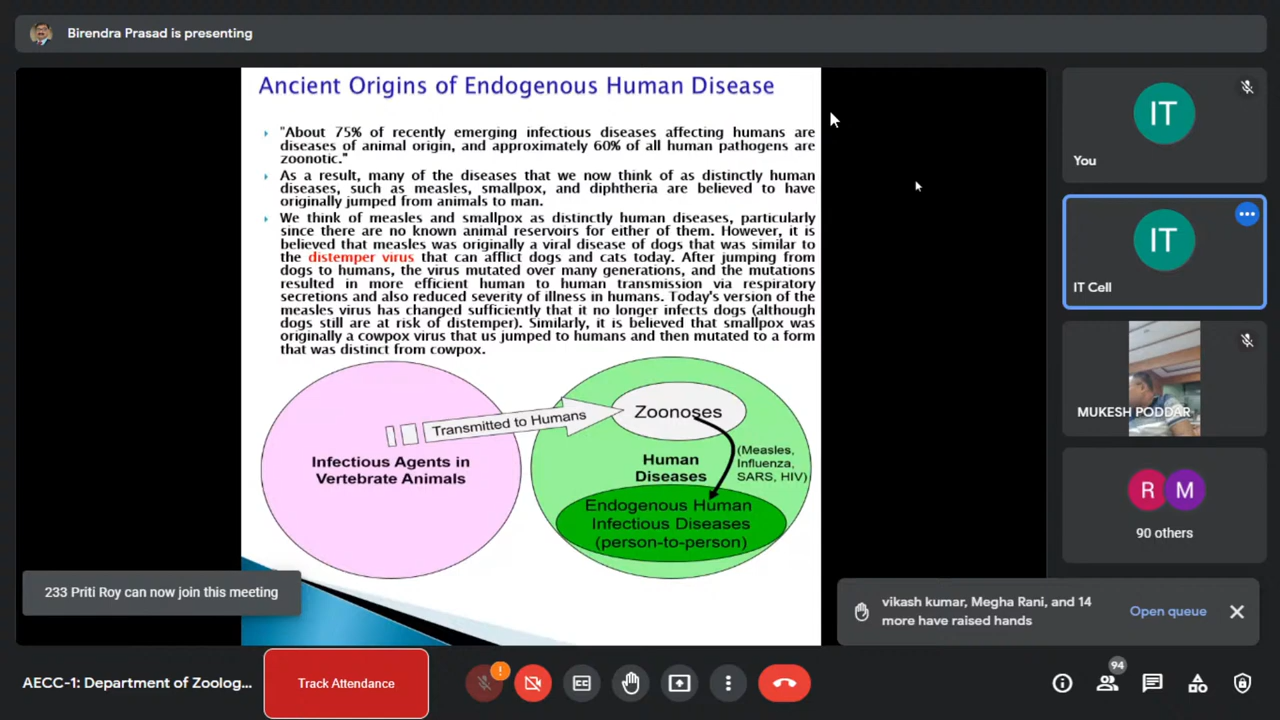 Birendra Prasad is presenting
Ancient Origins of Endogenous Human Disease
"About 75% of recently emerging infectious diseases affecting humans are
diseases of animal origin, and approximately 60% of all human pathogens are
zoonotic."
As a result, many of the diseases that we now think of as distinctly human
diseases, such as measles, smallpox, and diphtheria are believed to have
originally jumped from animals to man.
We think of measles and smallpox as distinctly human diseases, particularly
since there are no known animal reservoirs for either of them. However, it is
believed that measles was originally a viral disease of dogs that was similar to
the distemper virus that can afflict dogs and cats today. After jumping from
dogs to humans, the virus mutated over many generations, and the mutations
resulted in more efficient human to human transmission via respiratory
secretions and also reduced severity of illness in humans. Today's version of the
measles virus has changed sufficiently that it no longer infects dogs (although
dogs still are at risk of distemper). Similarly, it is believed that smallpox was
originally a cowpox virus that us jumped to humans and then mutated to a form
that was distinct from cowpox.
Infectious Agents in
Vertebrate Animals
Transmitted to Humans
Zoonoses
Human
Diseases
(Measles,
Influenza,
SARS, HIV)
Endogenous Human
Infectious Diseases
(person-to-person)
IT
You
IT
IT Cell
MUKESH PODDAR
R M
90 others
233 Priti Roy can now join this meeting
vikash kumar, Megha Rani, and 14
more have raised hands
Open queue
AECC-1: Department of Zoolog...
Track Attendance
94